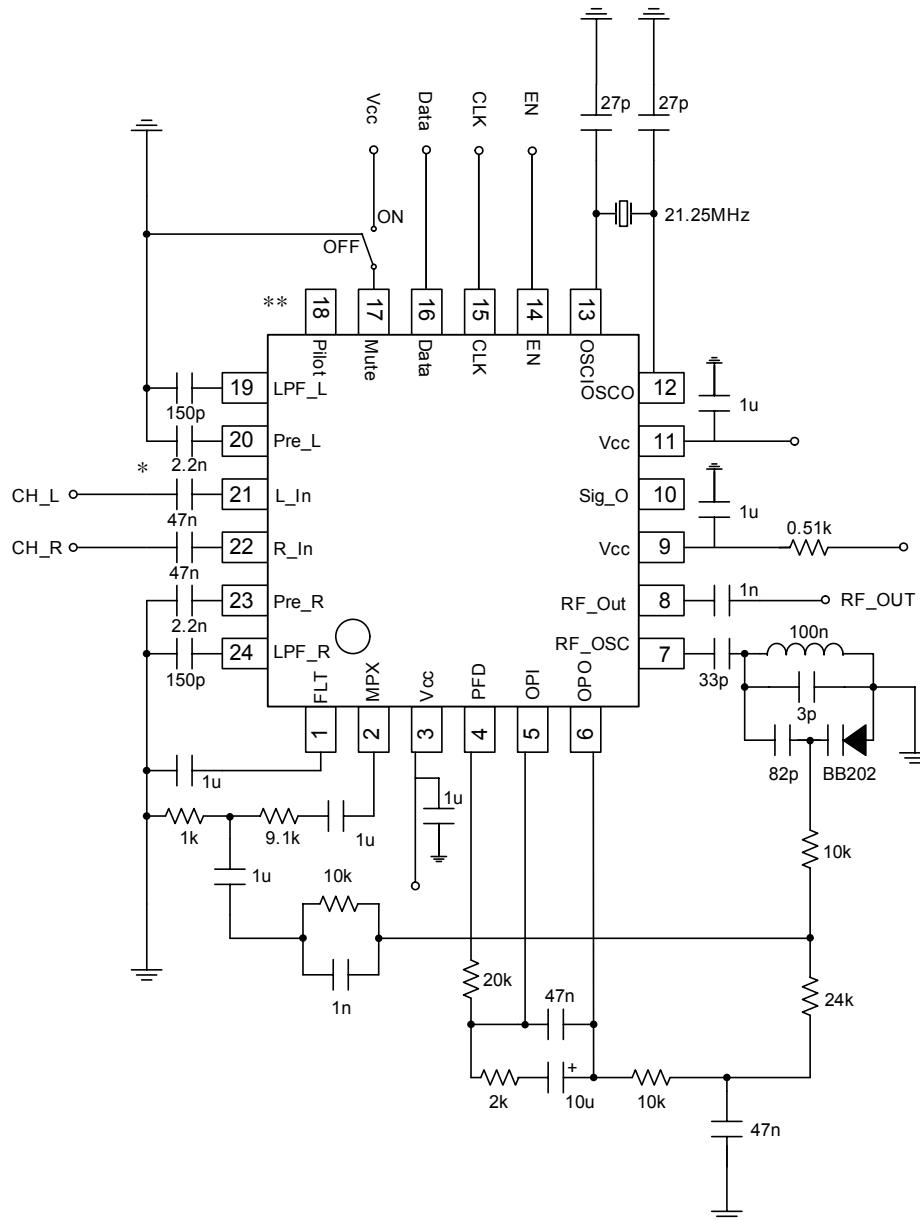 27p 27p
Vcc Data CLK EN
ON
OFF
21.25MHz
**
18 17 16 15 14 13
Pilot Mute Data CLK EN OSCI
19 LPF_L
150p
20 Pre_L
2.2n
*
CH_L
21 L_In
47n
CH_R
22 R_In
47n
23 Pre_R
2.2n
24 LPF_R
150p
OSCO 12
1u
Vcc 11
Sig_O 10
1u
0.51k
Vcc 9
RF_Out 8
1n
RF_OUT
RF_OSC 7
33p
100n
3p
82p BB202
FLT MPX Vcc PFD OPI OPO
1 2 3 4 5 6
1u
1u
1k 9.1k 1u
10k
1u
10k
1n
20k
47n
24k
2k
+
10u
10k
47n